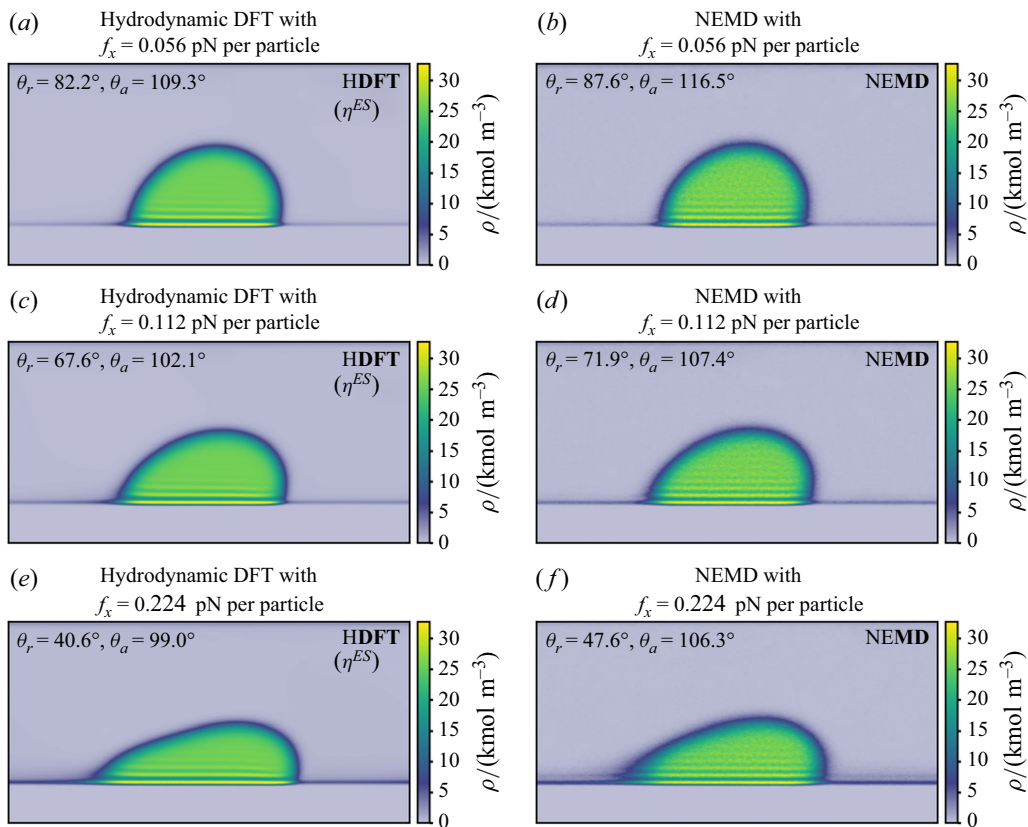 (a)
Hydrodynamic DFT with
f_x = 0.056 pN per particle
θ_r = 82.2°, θ_a = 109.3°
HDFT
(η^ES)
30
25
20
15
10
5
0
ρ/(kmol m⁻³)
(b)
NEMD with
f_x = 0.056 pN per particle
θ_r = 87.6°, θ_a = 116.5°
NEMD
30
25
20
15
10
5
0
ρ/(kmol m⁻³)
(c)
Hydrodynamic DFT with
f_x = 0.112 pN per particle
θ_r = 67.6°, θ_a = 102.1°
HDFT
(η^ES)
30
25
20
15
10
5
0
ρ/(kmol m⁻³)
(d)
NEMD with
f_x = 0.112 pN per particle
θ_r = 71.9°, θ_a = 107.4°
NEMD
30
25
20
15
10
5
0
ρ/(kmol m⁻³)
(e)
Hydrodynamic DFT with
f_x = 0.224 pN per particle
θ_r = 40.6°, θ_a = 99.0°
HDFT
(η^ES)
30
25
20
15
10
5
0
ρ/(kmol m⁻³)
(f)
NEMD with
f_x = 0.224 pN per particle
θ_r = 47.6°, θ_a = 106.3°
NEMD
30
25
20
15
10
5
0
ρ/(kmol m⁻³)